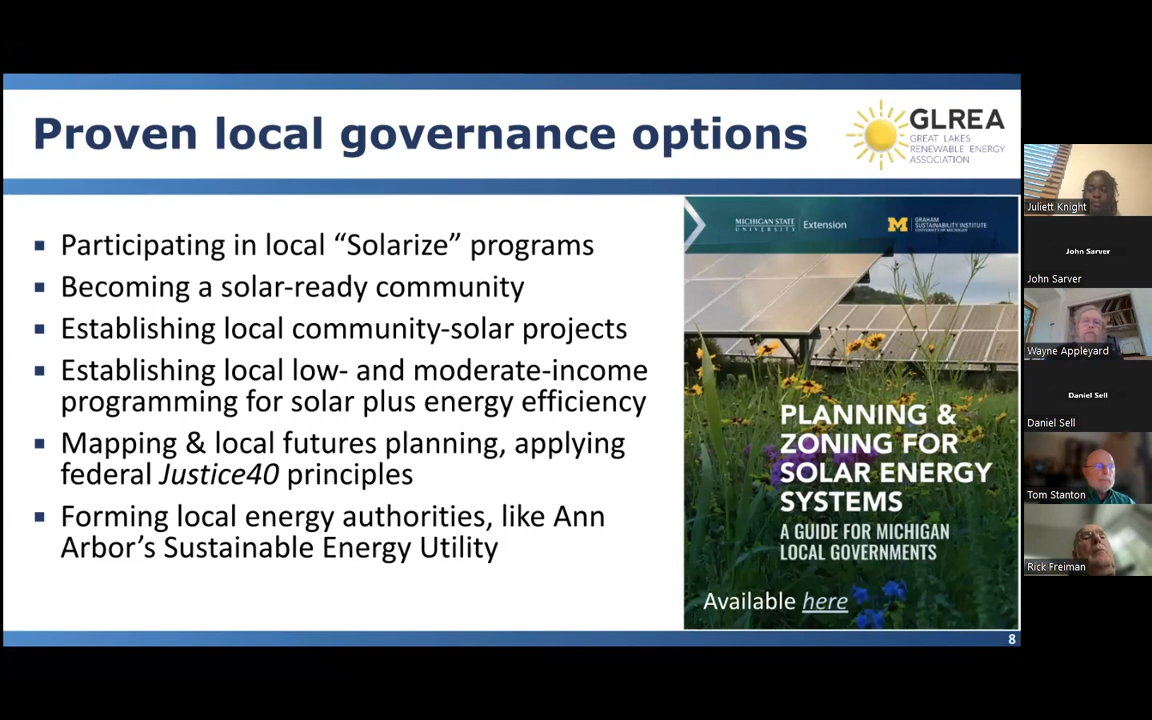 Proven local governance options
GLREA
GREAT LAKES
RENEWABLE ENERGY
ASSOCIATION
▪ Participating in local “Solarize” programs
▪ Becoming a solar-ready community
▪ Establishing local community-solar projects
▪ Establishing local low- and moderate-income
programming for solar plus energy efficiency
▪ Mapping & local futures planning, applying
federal Justice40 principles
▪ Forming local energy authorities, like Ann
Arbor’s Sustainable Energy Utility
MICHIGAN STATE
UNIVERSITY
Extension
M
GRAHAM
SUSTAINABILITY INSTITUTE
UNIVERSITY OF MICHIGAN
PLANNING &
ZONING FOR
SOLAR ENERGY
SYSTEMS
A GUIDE FOR MICHIGAN
LOCAL GOVERNMENTS
Available here
8
Juliett Knight
John Sarver
John Sarver
Wayne Appleyard
Daniel Sell
Daniel Sell
Tom Stanton
Rick Freiman